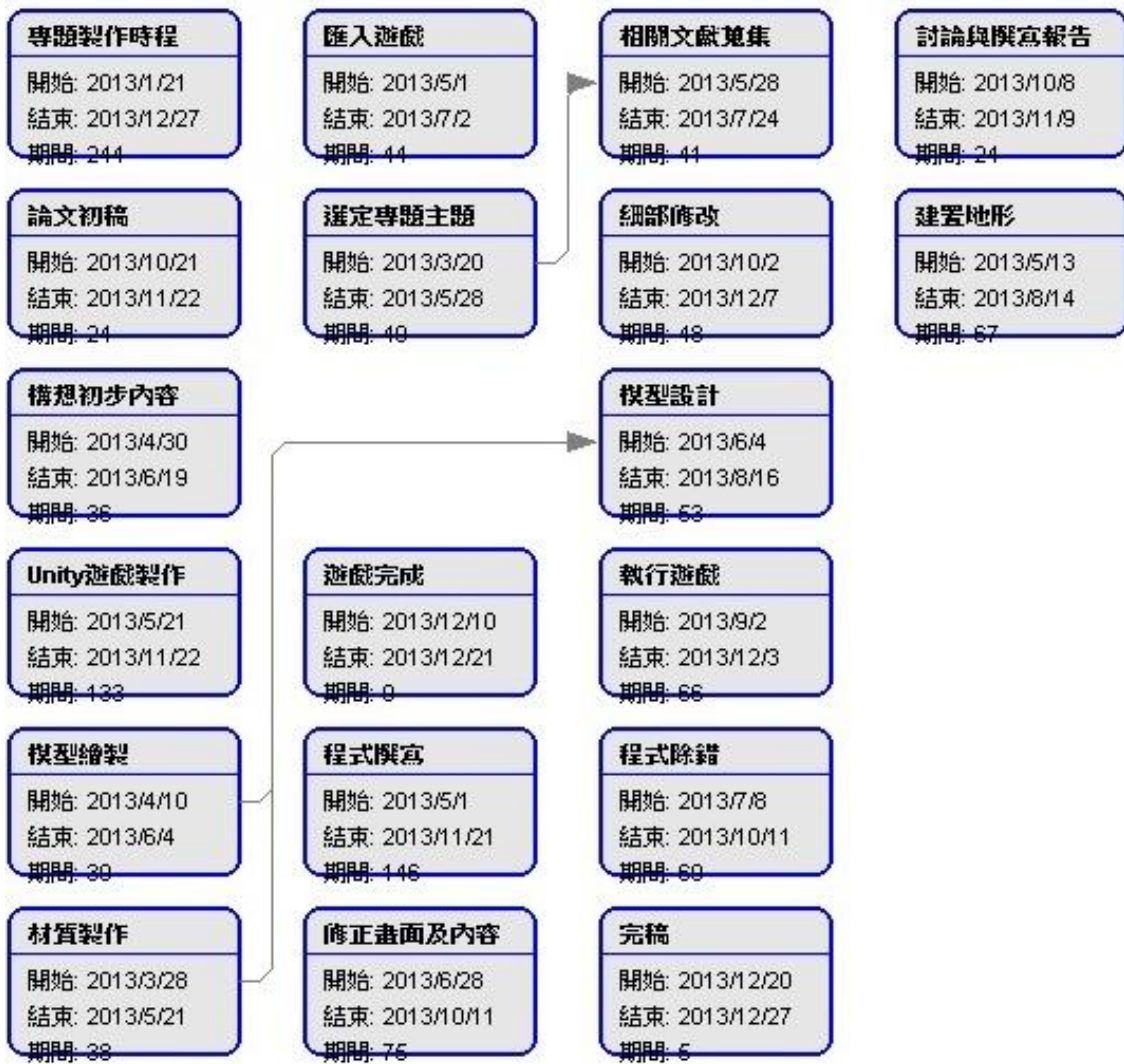 專題製作時程
開始: 2013/1/21
結束: 2013/12/27
期間: 244
匯入遊戲
開始: 2013/5/1
結束: 2013/7/2
期間: 44
相關文獻蒐集
開始: 2013/5/28
結束: 2013/7/24
期間: 41
討論與撰寫報告
開始: 2013/10/8
結束: 2013/11/9
期間: 24
論文初稿
開始: 2013/10/21
結束: 2013/11/22
期間: 24
選定專題主題
開始: 2013/3/20
結束: 2013/5/28
期間: 49
細部修改
開始: 2013/10/2
結束: 2013/12/7
期間: 48
建置地形
開始: 2013/5/13
結束: 2013/8/14
期間: 67
構想初步內容
開始: 2013/4/30
結束: 2013/6/19
期間: 36
模型設計
開始: 2013/6/4
結束: 2013/8/16
期間: 53
Unity遊戲製作
開始: 2013/5/21
結束: 2013/11/22
期間: 133
遊戲完成
開始: 2013/12/10
結束: 2013/12/21
期間: 0
執行遊戲
開始: 2013/9/2
結束: 2013/12/3
期間: 66
模型繪製
開始: 2013/4/10
結束: 2013/6/4
期間: 39
程式撰寫
開始: 2013/5/1
結束: 2013/11/21
期間: 146
程式除錯
開始: 2013/7/8
結束: 2013/10/11
期間:
材質製作
開始: 2013/3/28
結束: 2013/5/21
期間: 38
修正畫面及內容
開始: 2013/6/28
結束: 2013/10/11
期間: 75
完稿
開始: 2013/12/20
結束: 2013/12/27
期間: 5